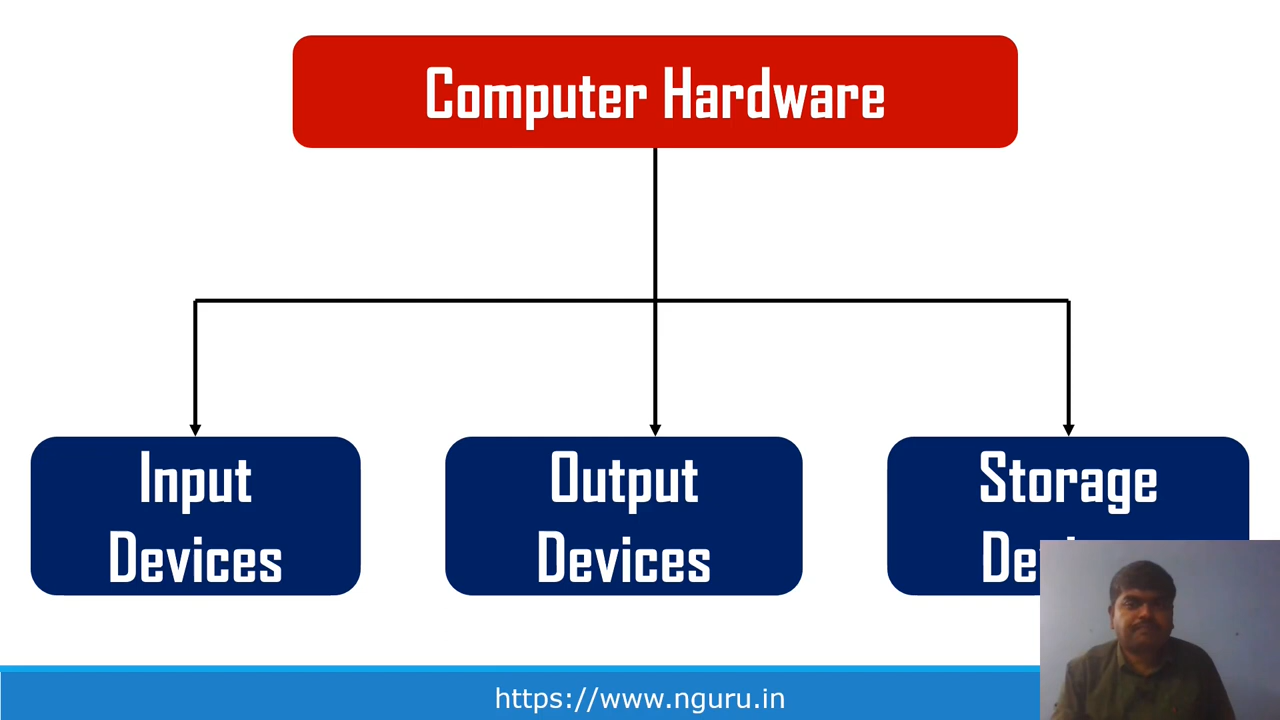 Computer Hardware
Input
Devices
Output
Devices
Storage
https://www.nguru.in